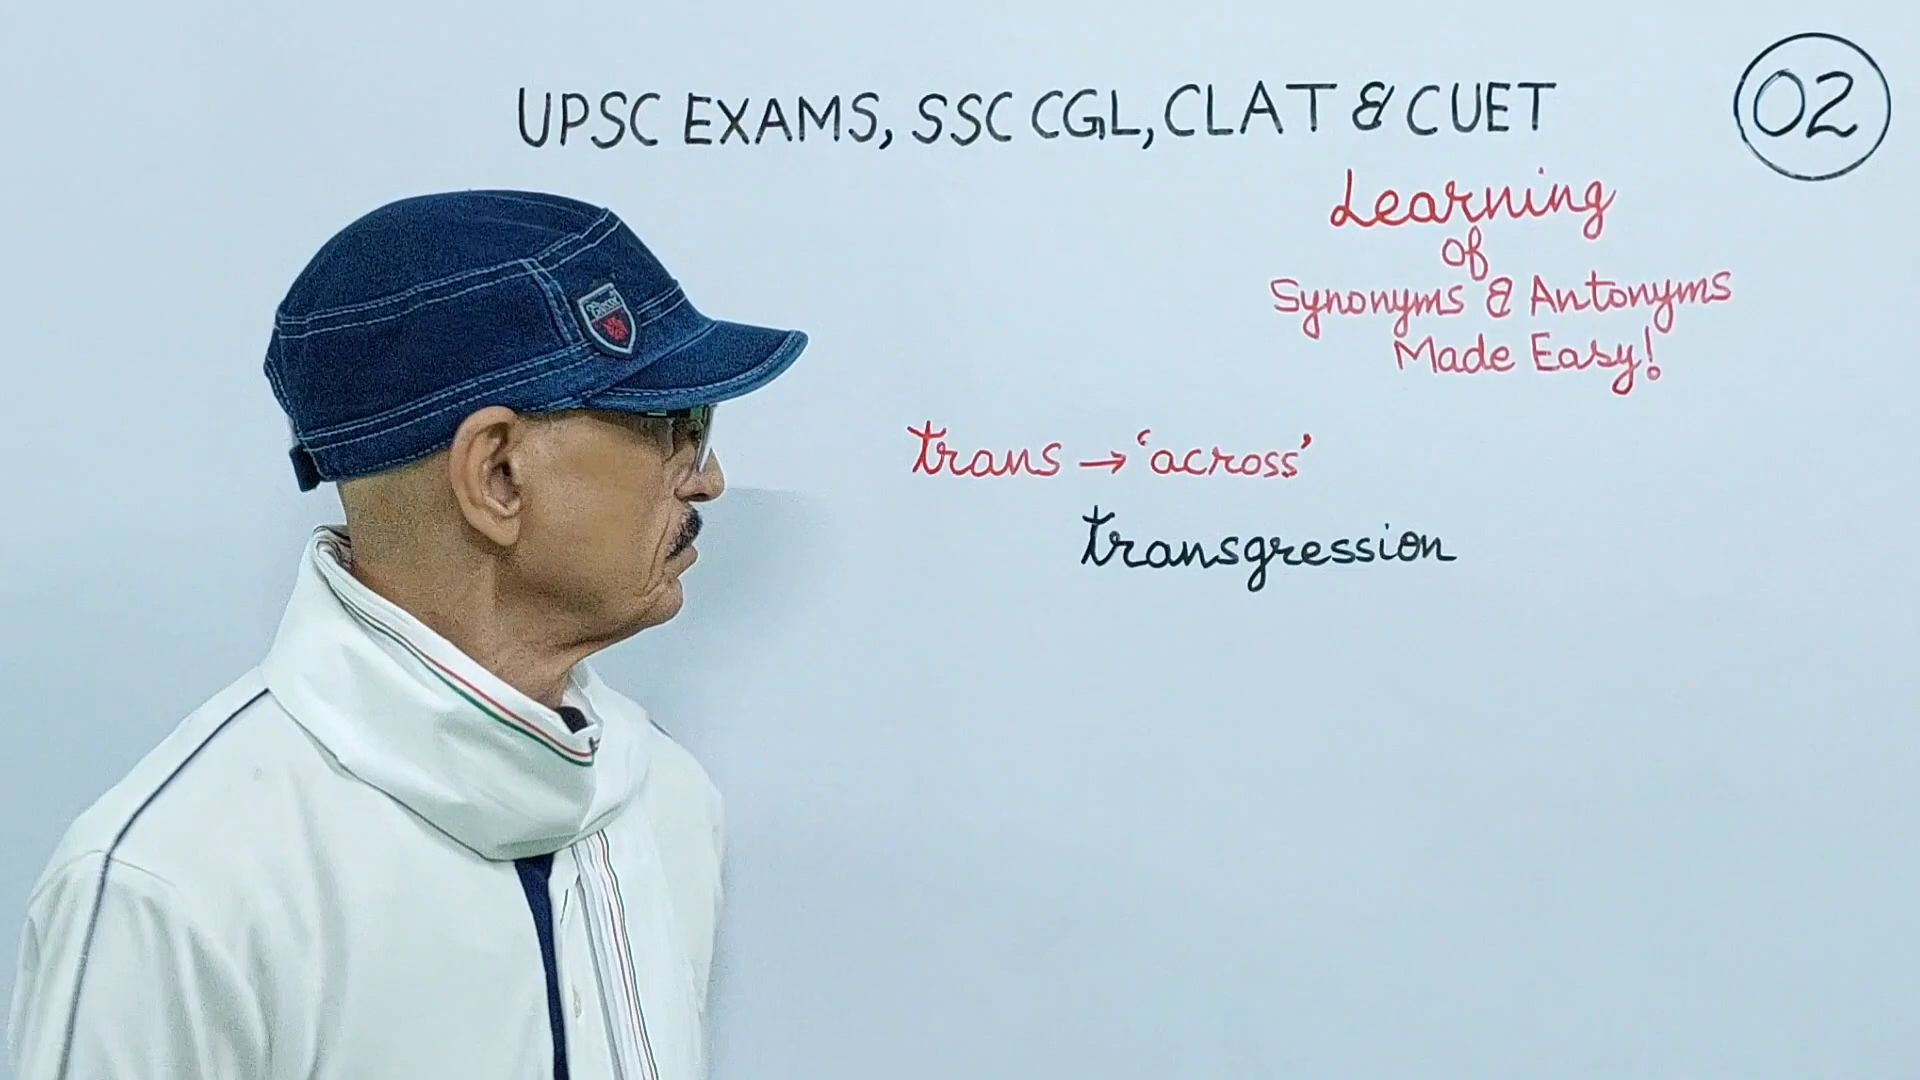 UPSC EXAMS, SSC CGL, CLAT & CUET
02
Learning
of
Synonyms & Antonyms
Made Easy!
trans → 'across'
transgression